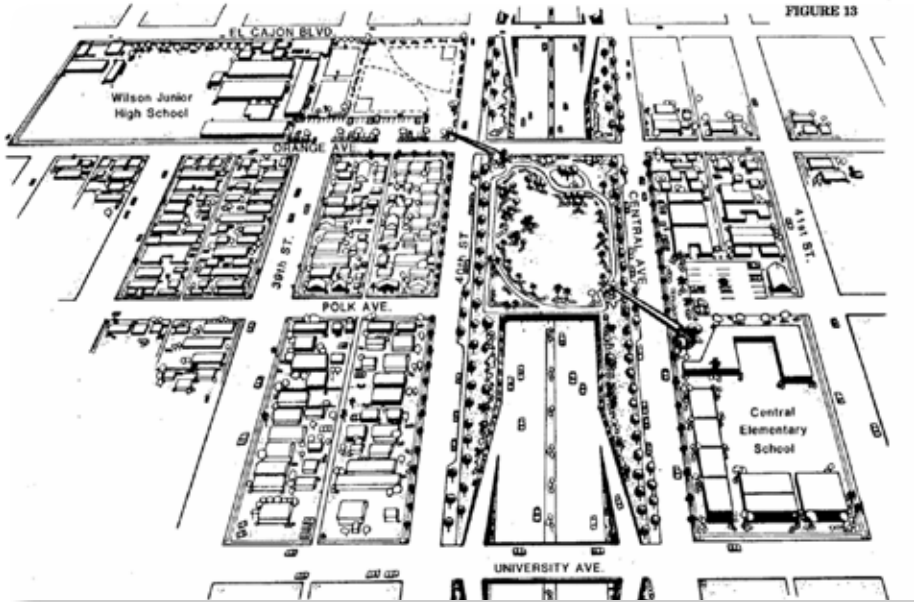 FIGURE 13
EL CAJON BLVD.
Wilson Junior
High School
ORANGE AVE.
39th ST.
40th ST
CENTRAL AVE.
41st ST.
POLK AVE.
Central
Elementary
School
UNIVERSITY AVE.